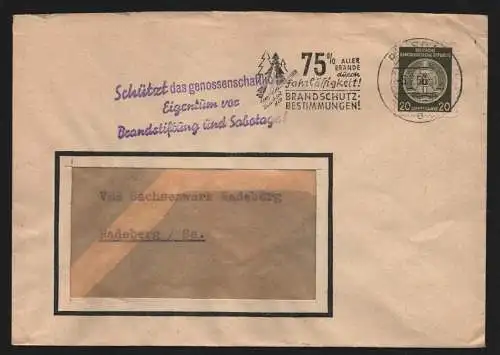 75% ALLER
BRÄNDE
durch
Fahrlässigkeit!
BRANDSCHUTZ-
BESTIMMUNGEN!
DEUTSCHE
DEMOKRATISCHE REPUBLIK
20 20
Schützt das genossenschaftl.
Eigentum vor
Brandstiftung und Sabotage!
VEB Sachsenwerk Radeberg
Radeberg / Sa.